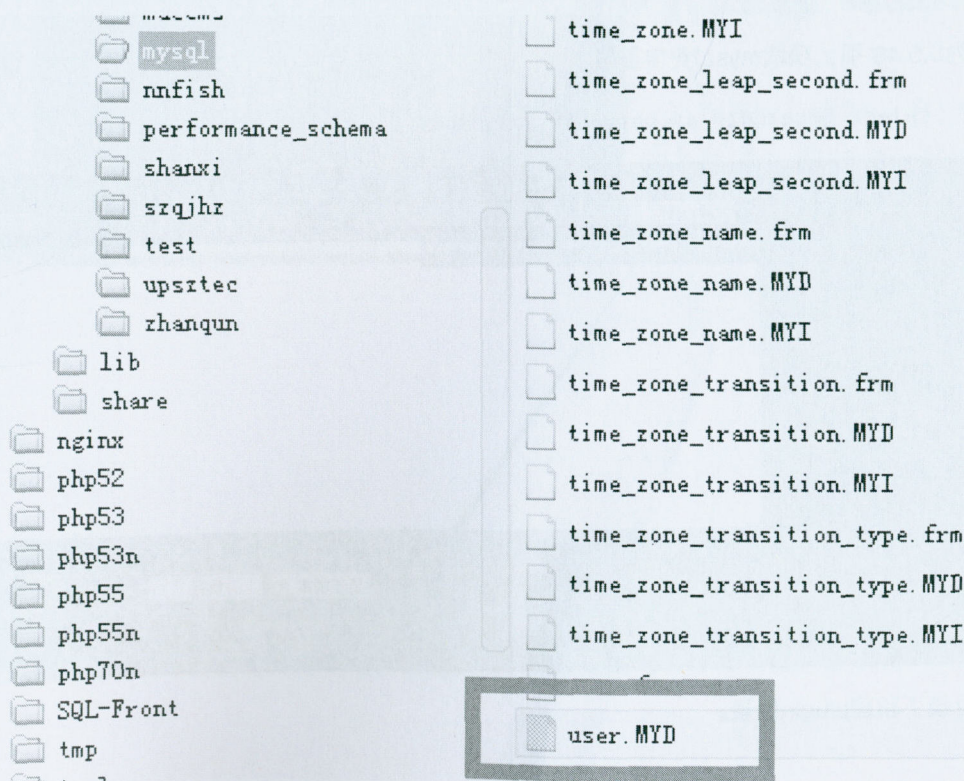 mysql
nnfish
performance_schema
shanxi
szqjhz
test
upsztec
zhanqun
lib
share
nginx
php52
php53
php53n
php55
php55n
php70n
SQL-Front
tmp
time_zone.MYI
time_zone_leap_second.frm
time_zone_leap_second.MYD
time_zone_leap_second.MYI
time_zone_name.frm
time_zone_name.MYD
time_zone_name.MYI
time_zone_transition.frm
time_zone_transition.MYD
time_zone_transition.MYI
time_zone_transition_type.frm
time_zone_transition_type.MYD
time_zone_transition_type.MYI
user.MYD